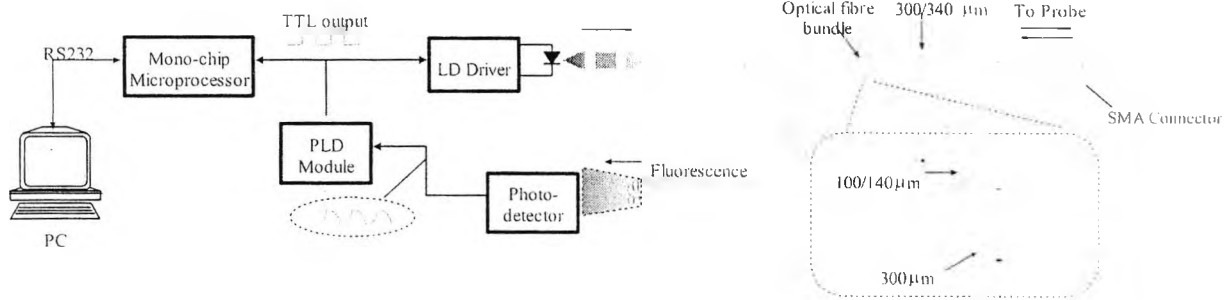 TTL output
RS232
Mono-chip
Microprocessor
LD Driver
PLD
Module
Photo-
detector
Fluorescence
PC
Optical fibre
bundle
300/340 µm
To Probe
SMA Connector
100/140µm
300µm